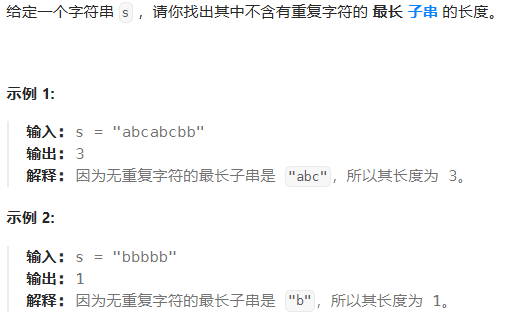 给定一个字符串 s ，请你找出其中不含有重复字符的 最长 子串 的长度。
示例 1:
输入: s = "abcabcbb"
输出: 3
解释: 因为无重复字符的最长子串是 "abc"，所以其长度为 3。
示例 2:
输入: s = "bbbbb"
输出: 1
解释: 因为无重复字符的最长子串是 "b"，所以其长度为 1。